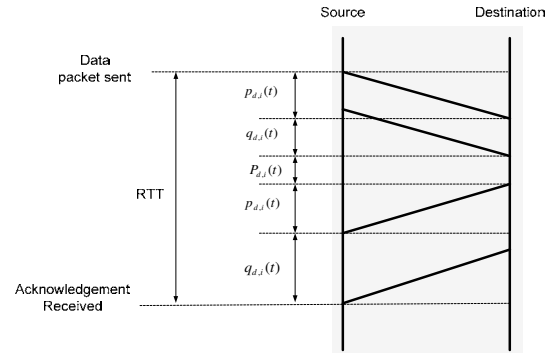 Source
Destination
Data
packet sent
p_{d,i}(t)
q_{d,i}(t)
P_{d,i}(t)
RTT
p_{d,i}(t)
q_{d,i}(t)
Acknowledgement
Received